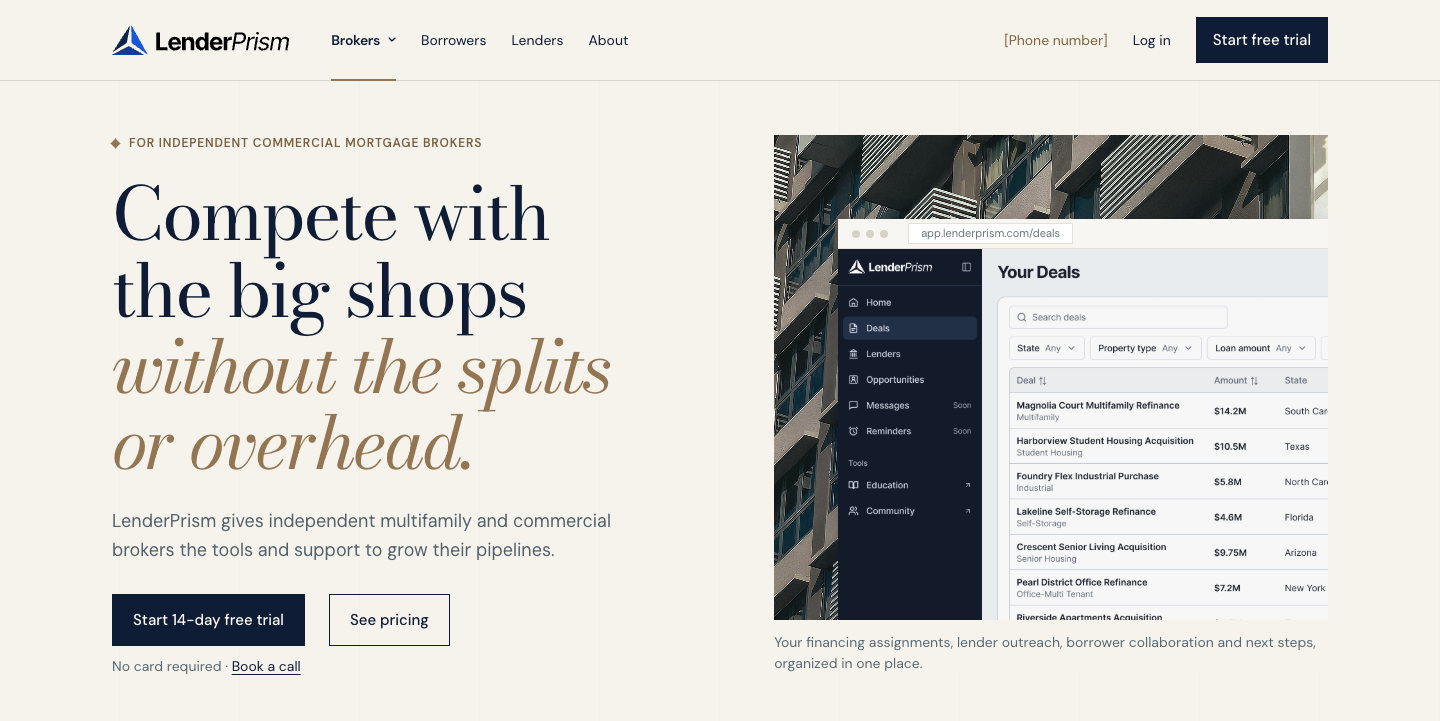 LenderPrism
Brokers
Borrowers
Lenders
About
[Phone number]
Log in
Start free trial
FOR INDEPENDENT COMMERCIAL MORTGAGE BROKERS
Compete with
the big shops
without the splits
or overhead.
LenderPrism gives independent multifamily and commercial
brokers the tools and support to grow their pipelines.
Start 14-day free trial
See pricing
No card required · Book a call
app.lenderprism.com/deals
LenderPrism
Home
Deals
Lenders
Opportunities
Messages Soon
Reminders Soon
Tools
Education
Community
Your Deals
Search deals
State Any
Property type Any
Loan amount Any
Deal Amount State
Magnolia Court Multifamily Refinance
Multifamily
$14.2M
South Car
Harborview Student Housing Acquisition
Student Housing
$10.5M
Texas
Foundry Flex Industrial Purchase
Industrial
$5.8M
North Car
Lakeline Self-Storage Refinance
Self-Storage
$4.6M
Florida
Crescent Senior Living Acquisition
Senior Housing
$9.75M
Arizona
Pearl District Office Refinance
Office-Multi Tenant
$7.2M
New York
Riverside Apartments Acquisition
Your financing assignments, lender outreach, borrower collaboration and next steps,
organized in one place.